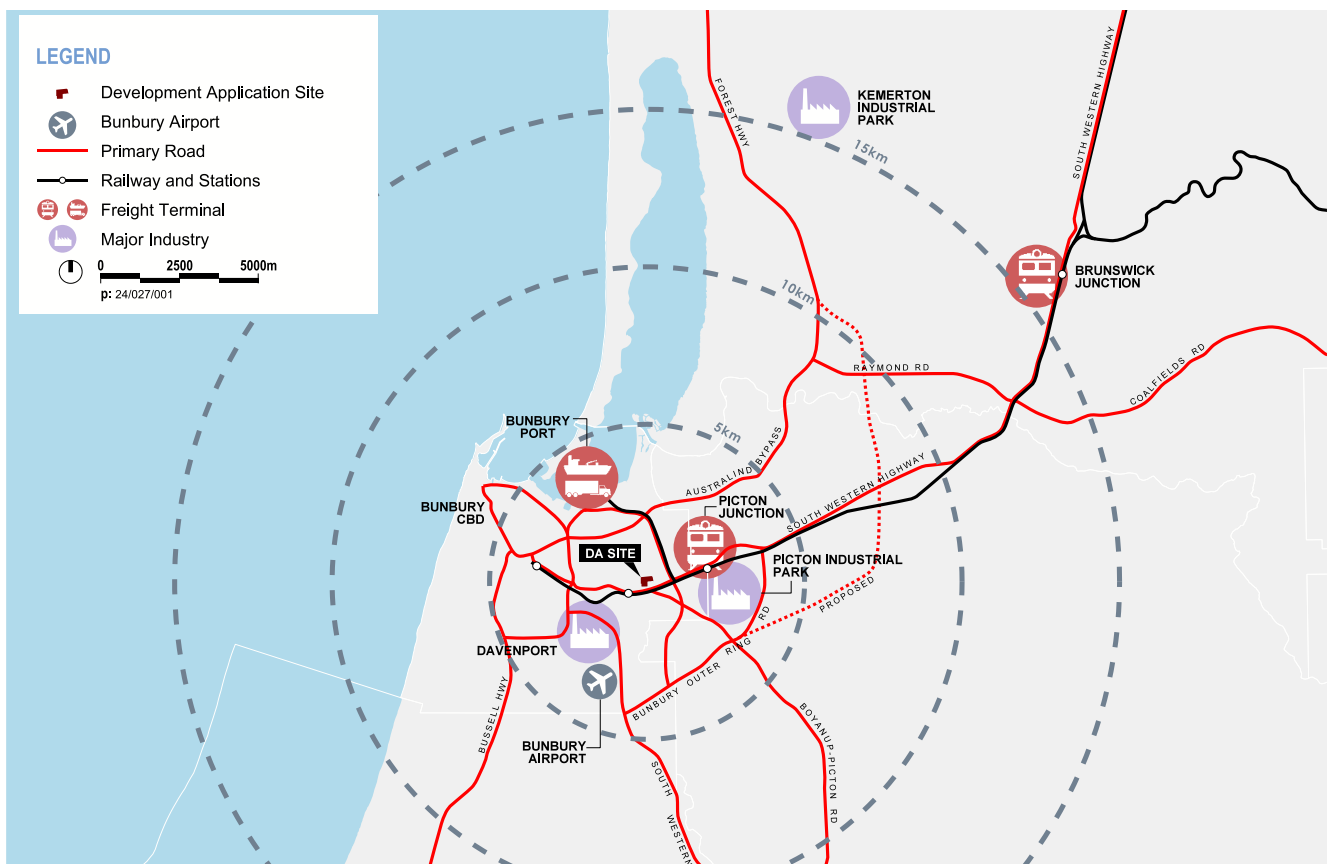 LEGEND
Development Application Site
Bunbury Airport
Primary Road
Railway and Stations
Freight Terminal
Major Industry
0 2500 5000m
p: 24/027/001
FOREST HWY
KEMERTON
INDUSTRIAL
PARK
15km
SOUTH WESTERN HIGHWAY
BRUNSWICK
JUNCTION
10km
RAYMOND RD
COALFIELDS RD
BUNBURY
PORT
5km
AUSTRALIND BYPASS
SOUTH WESTERN HIGHWAY
BUNBURY
CBD
PICTON
JUNCTION
DA SITE
PICTON INDUSTRIAL
PARK
PROPOSED
DAVENPORT
BUNBURY OUTER RING RD
BUSSELL HWY
BUNBURY
AIRPORT
BOYANUP-PICTON RD
SOUTH WESTERN